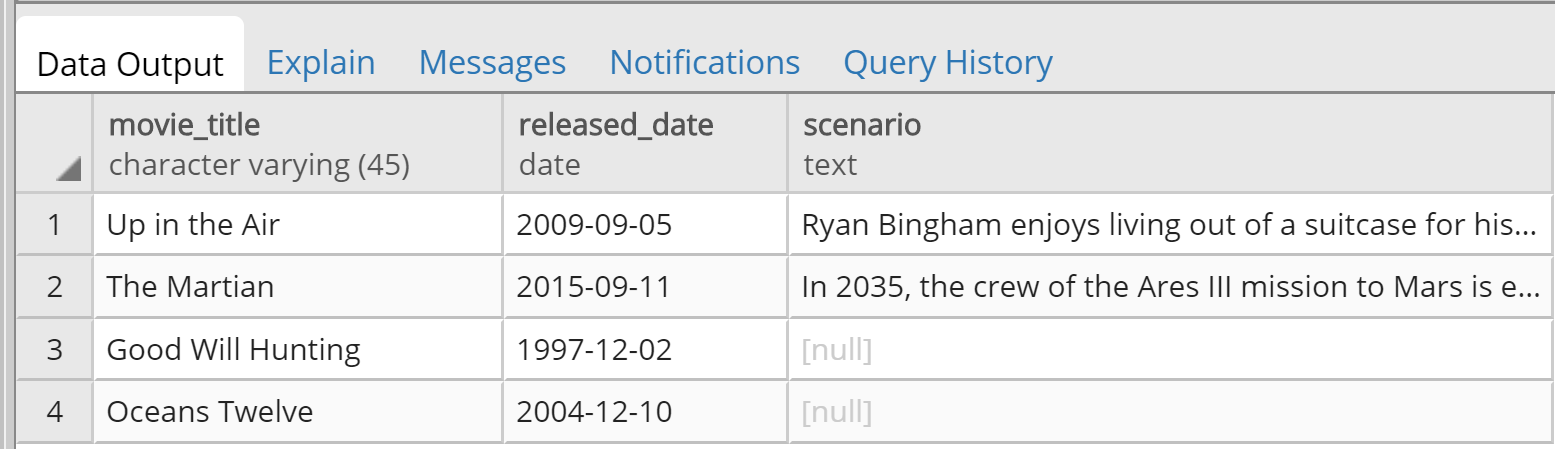 Data Output Explain Messages Notifications Query History
movie_title released_date scenario
character varying (45) date text
1 Up in the Air 2009-09-05 Ryan Bingham enjoys living out of a suitcase for his...
2 The Martian 2015-09-11 In 2035, the crew of the Ares III mission to Mars is e...
3 Good Will Hunting 1997-12-02 [null]
4 Oceans Twelve 2004-12-10 [null]